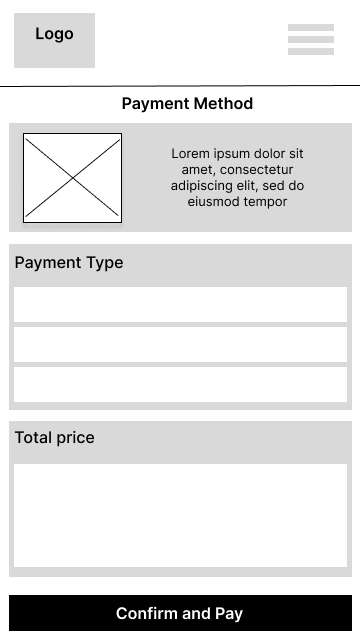 Logo
Payment Method
Lorem ipsum dolor sit
amet, consectetur
adipiscing elit, sed do
eiusmod tempor
Payment Type
Total price
Confirm and Pay